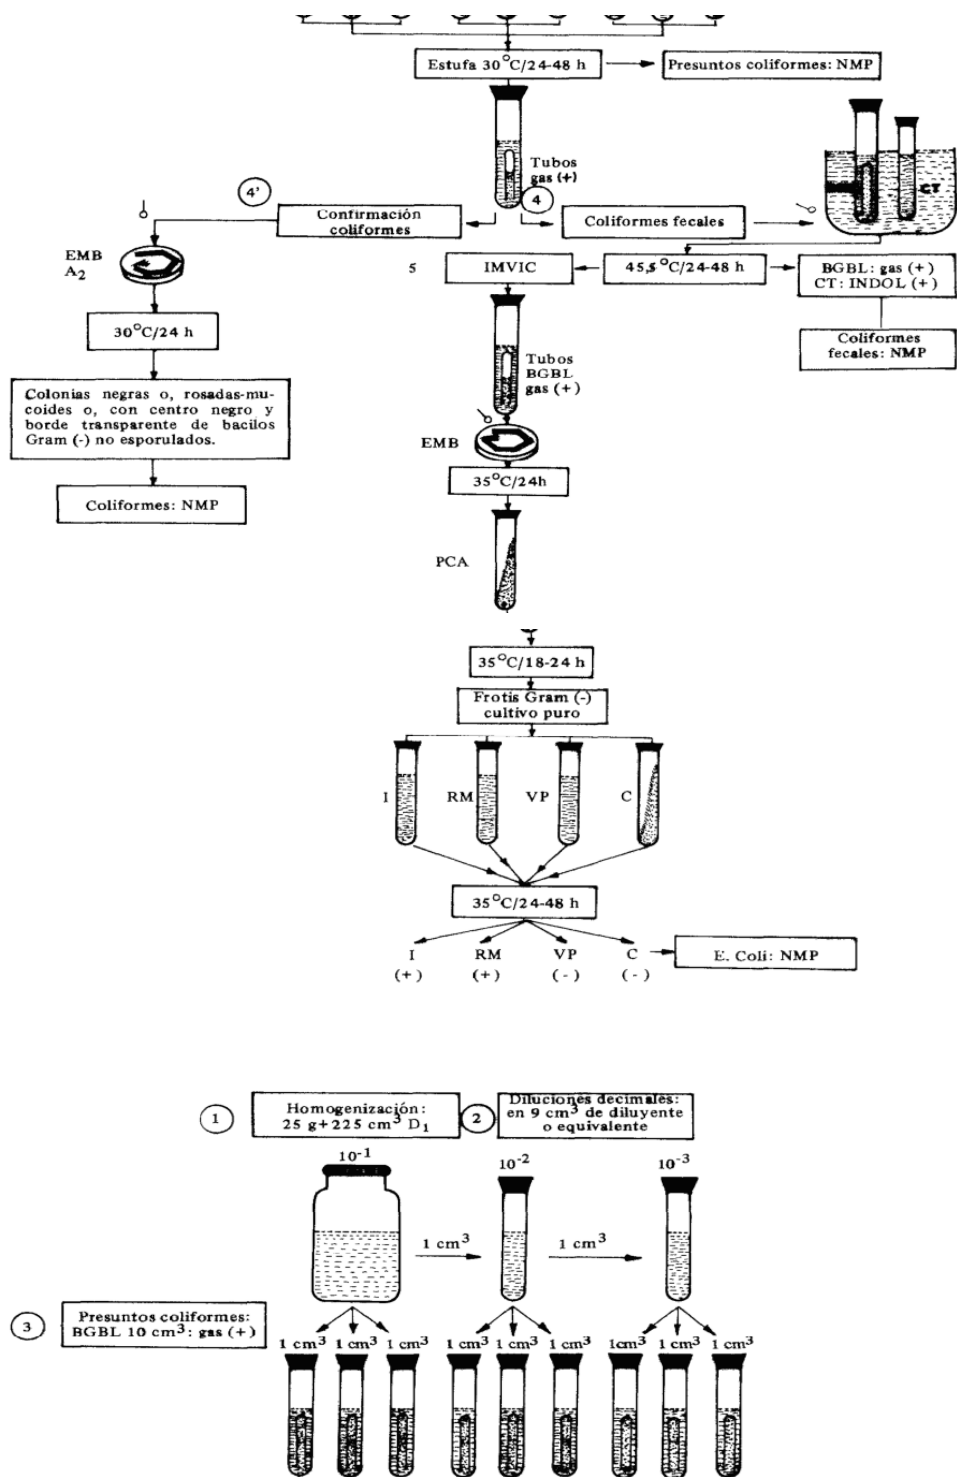 Estufa 30°C/24-48 h
Presuntos coliformes: NMP
Tubos
gas (+)
4'
4
Confirmación
coliformes
Coliformes fecales
CT
EMB
A₂
5
IMVIC
45,5°C/24-48 h
BGBL: gas (+)
CT: INDOL (+)
30°C/24 h
Coliformes
fecales: NMP
Tubos
BGBL
gas (+)
Colonias negras o, rosadas-mu-
coides o, con centro negro y
borde transparente de bacilos
Gram (-) no esporulados.
EMB
35°C/24h
Coliformes: NMP
PCA
35°C/18-24 h
Frotis Gram (-)
cultivo puro
I
RM
VP
C
35°C/24-48 h
I
RM
VP
C
(+)
(+)
(-)
(-)
E. Coli: NMP
1
Homogenización:
25 g+225 cm³ D₁
2
Diluciones decimales:
en 9 cm³ de diluyente
o equivalente
10⁻¹
10⁻²
10⁻³
1 cm³
1 cm³
3
Presuntos coliformes:
BGBL 10 cm³: gas (+)
1 cm³
1 cm³
1 cm³
1 cm³
1 cm³
1 cm³
1cm³
1 cm³
1 cm³